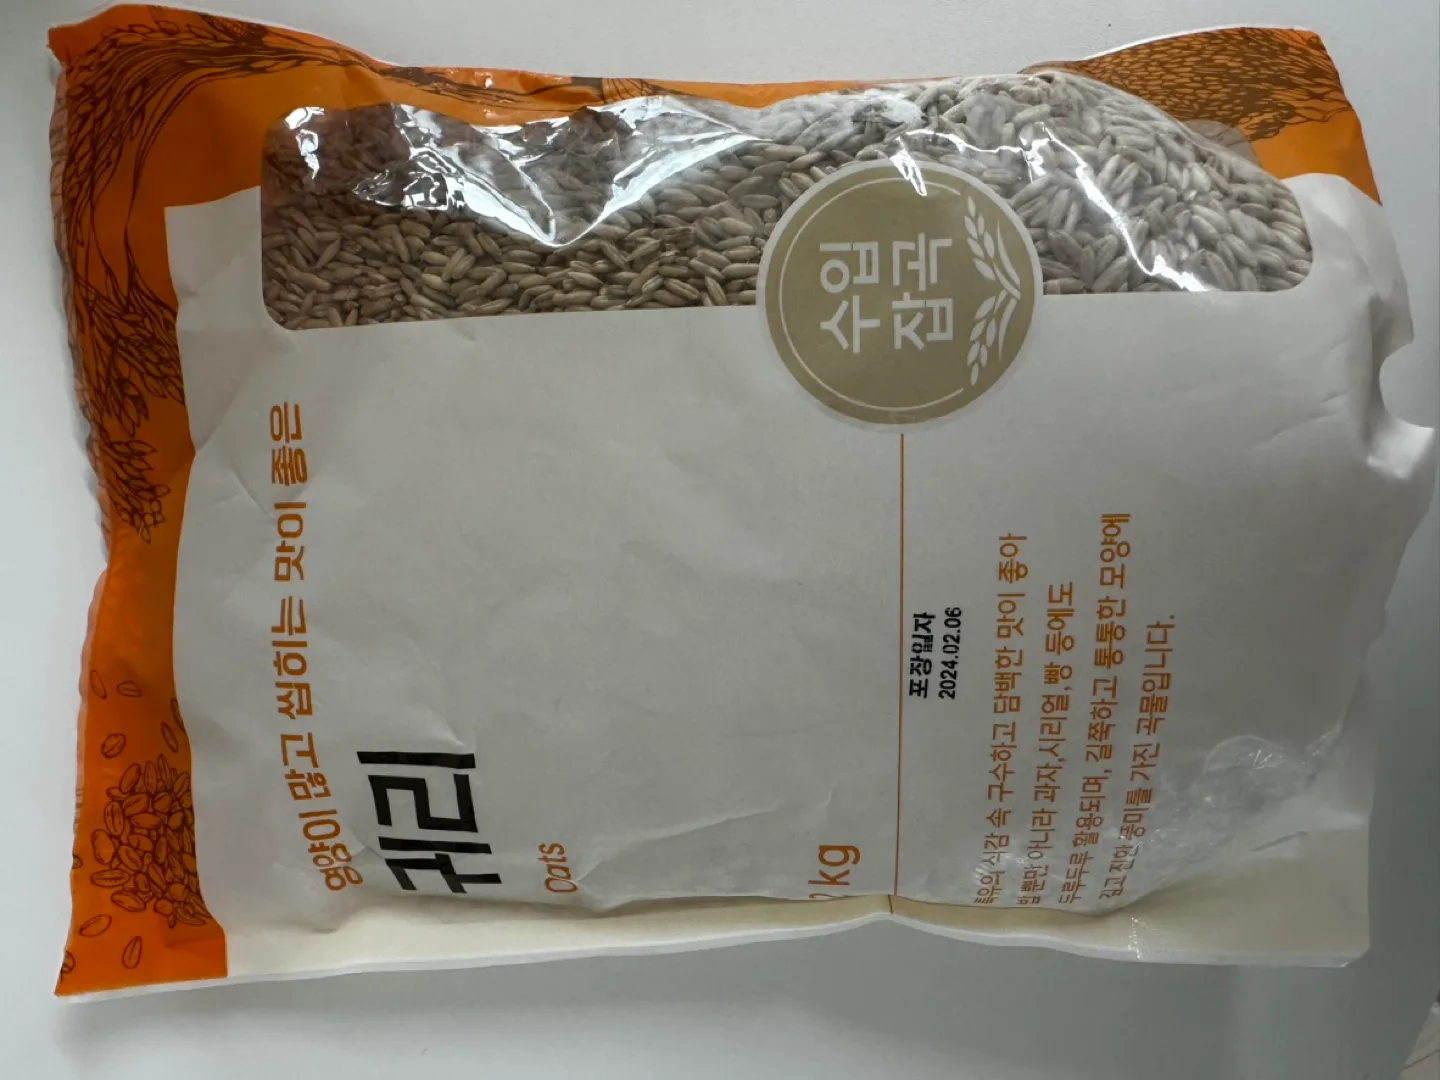 수입
잡곡
영양이 많고 씹히는 맛이 좋은
귀리
Oats
2 kg
포장일자
2024.02.06
특유의 식감 속 구수하고 담백한 맛이 좋아
밥 뿐만 아니라 과자,시리얼,빵 등에도
두루두루 활용되며, 길쭉하고 통통한 모양에
깊고 진한 풍미를 가진 곡물입니다.